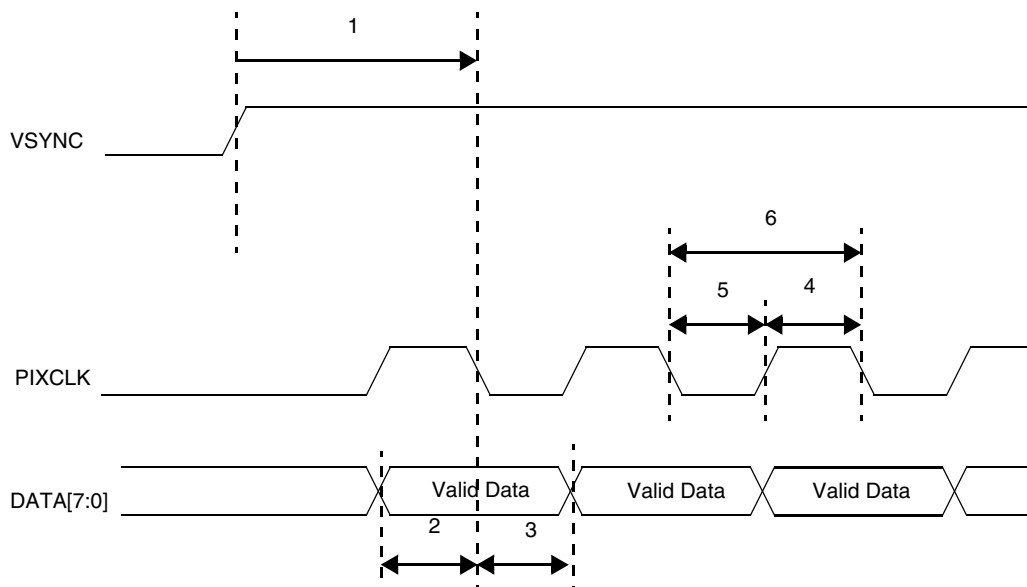 1
VSYNC
6
5 4
PIXCLK
DATA[7:0] Valid Data Valid Data Valid Data
2 3